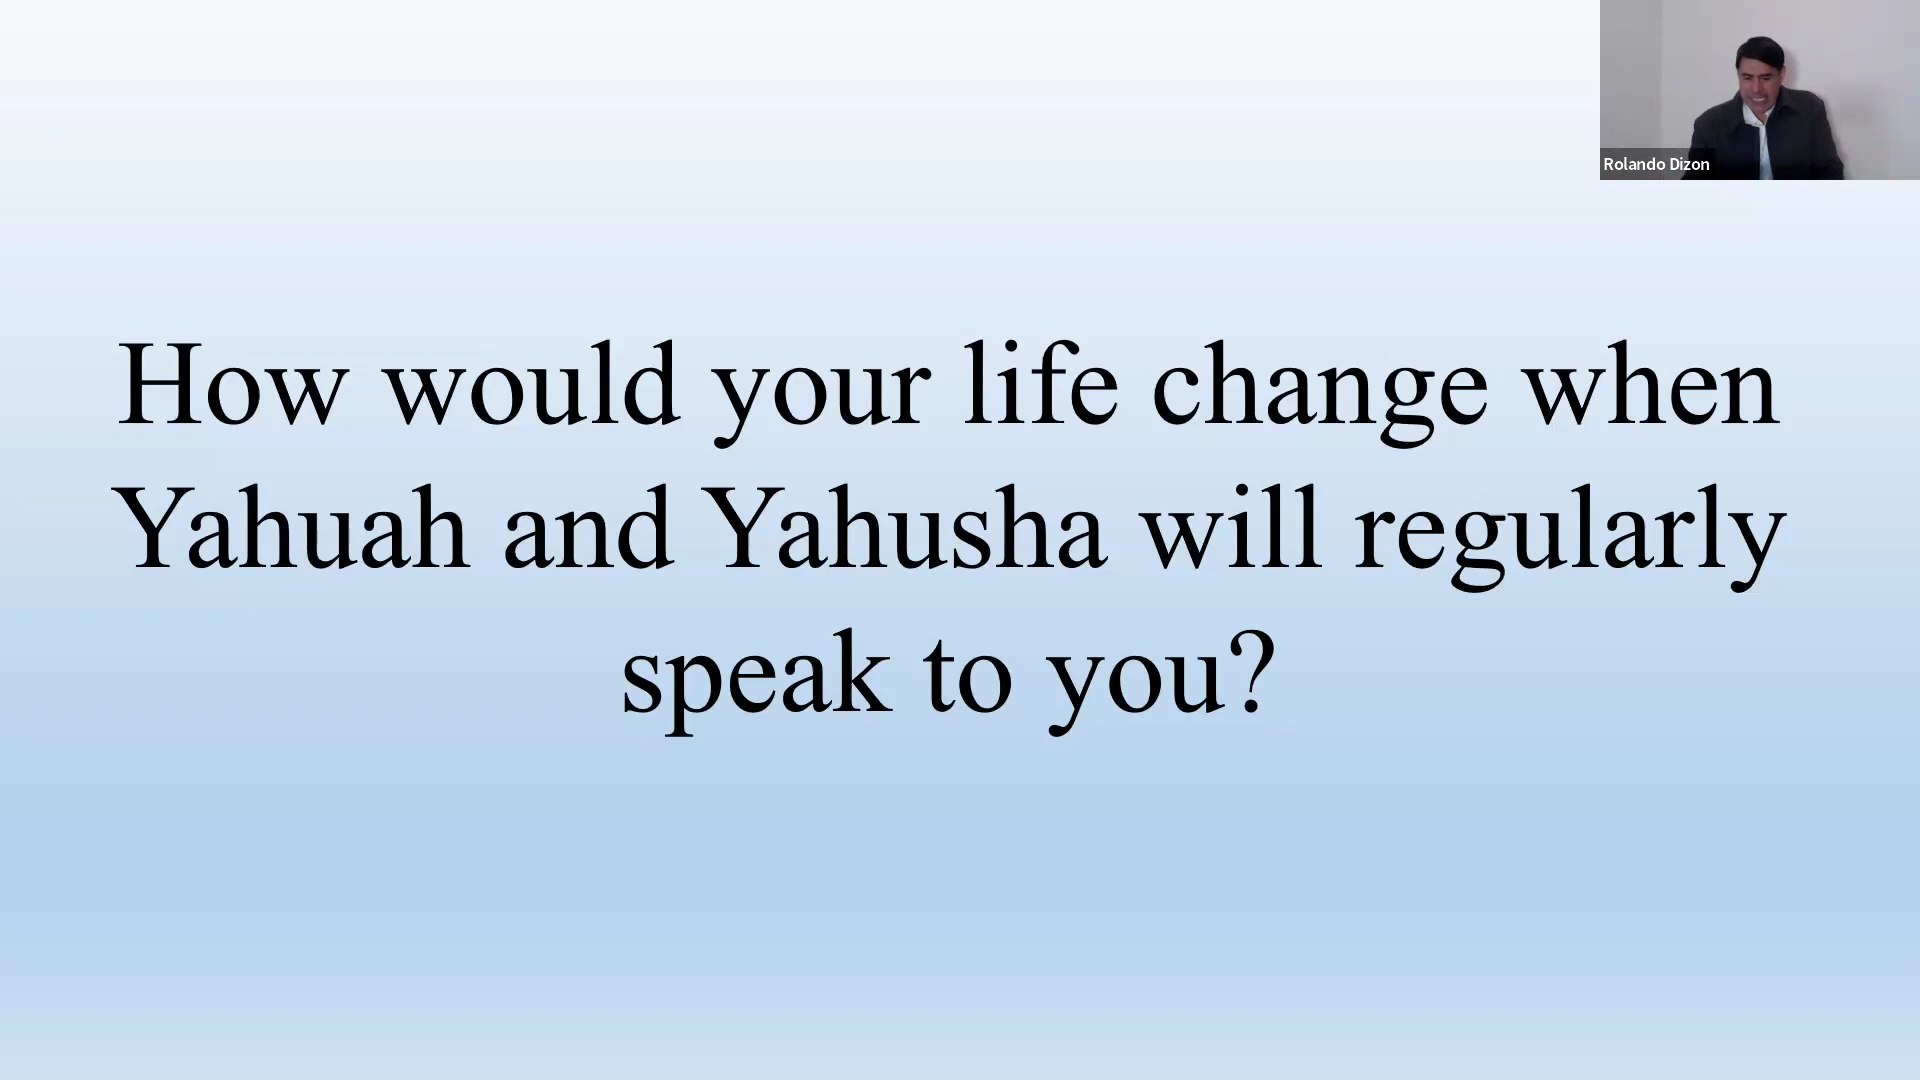 Rolando Dizon
How would your life change when
Yahuah and Yahusha will regularly
speak to you?